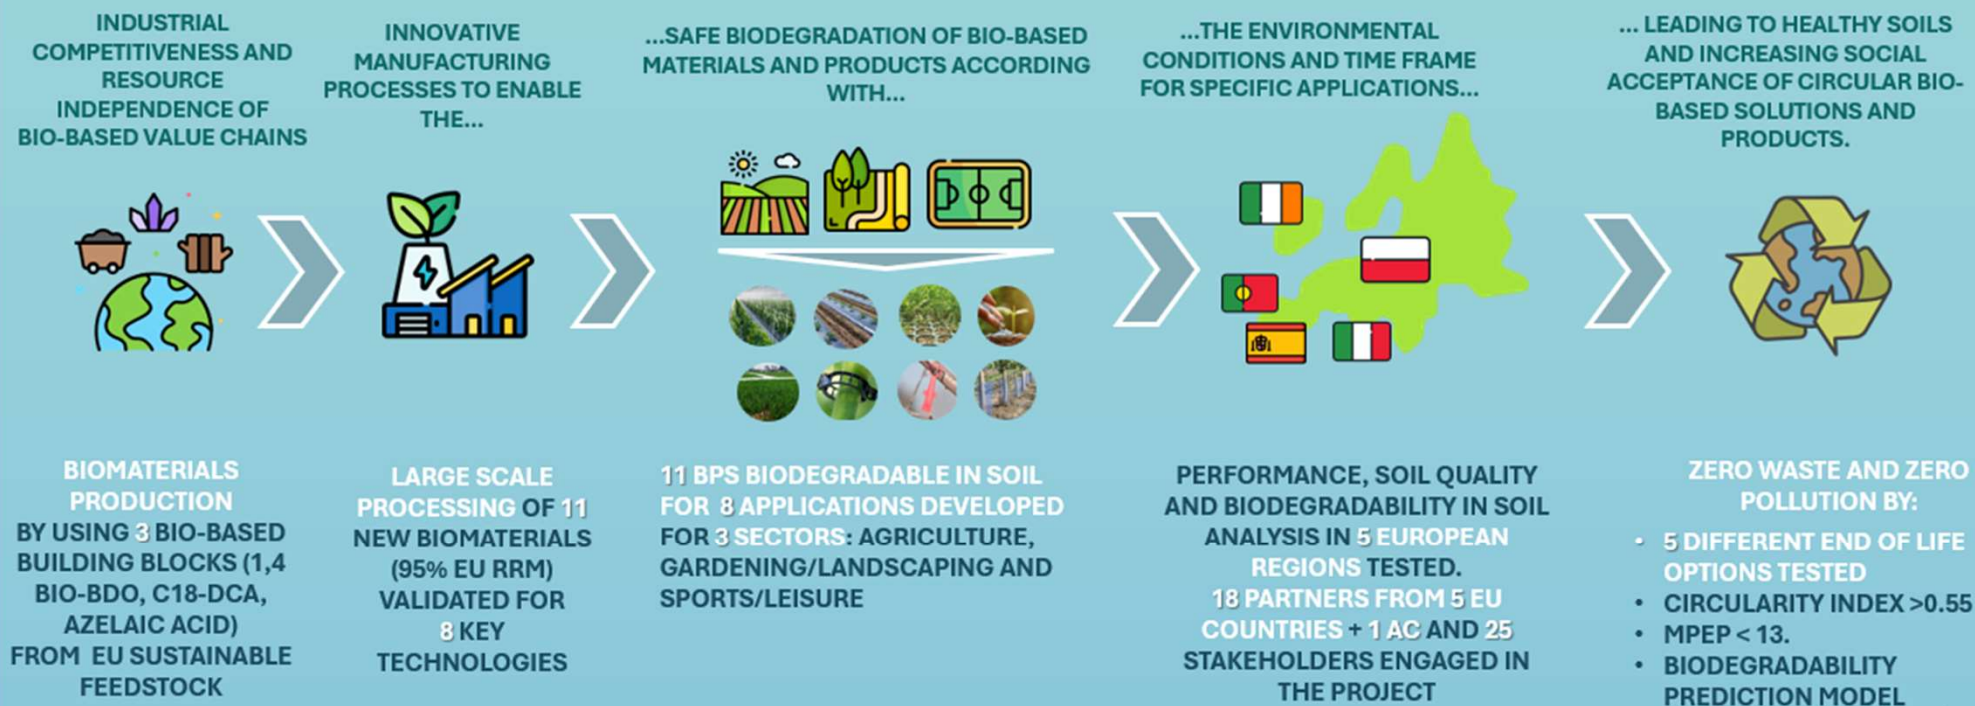 INDUSTRIAL
COMPETITIVENESS AND
RESOURCE
INDEPENDENCE OF
BIO-BASED VALUE CHAINS
INNOVATIVE
MANUFACTURING
PROCESSES TO ENABLE
THE...
...SAFE BIODEGRADATION OF BIO-BASED
MATERIALS AND PRODUCTS ACCORDING
WITH...
...THE ENVIRONMENTAL
CONDITIONS AND TIME FRAME
FOR SPECIFIC APPLICATIONS...
... LEADING TO HEALTHY SOILS
AND INCREASING SOCIAL
ACCEPTANCE OF CIRCULAR BIO-
BASED SOLUTIONS AND
PRODUCTS.
BIOMATERIALS
PRODUCTION
BY USING 3 BIO-BASED
BUILDING BLOCKS (1,4
BIO-BDO, C18-DCA,
AZELAIC ACID)
FROM EU SUSTAINABLE
FEEDSTOCK
LARGE SCALE
PROCESSING OF 11
NEW BIOMATERIALS
(95% EU RRM)
VALIDATED FOR
8 KEY
TECHNOLOGIES
11 BPS BIODEGRADABLE IN SOIL
FOR 8 APPLICATIONS DEVELOPED
FOR 3 SECTORS: AGRICULTURE,
GARDENING/LANDSCAPING AND
SPORTS/LEISURE
PERFORMANCE, SOIL QUALITY
AND BIODEGRADABILITY IN SOIL
ANALYSIS IN 5 EUROPEAN
REGIONS TESTED.
18 PARTNERS FROM 5 EU
COUNTRIES + 1 AC AND 25
STAKEHOLDERS ENGAGED IN
THE PROJECT
ZERO WASTE AND ZERO
POLLUTION BY:
• 5 DIFFERENT END OF LIFE
OPTIONS TESTED
• CIRCULARITY INDEX >0.55
• MPEP < 13.
• BIODEGRADABILITY
PREDICTION MODEL